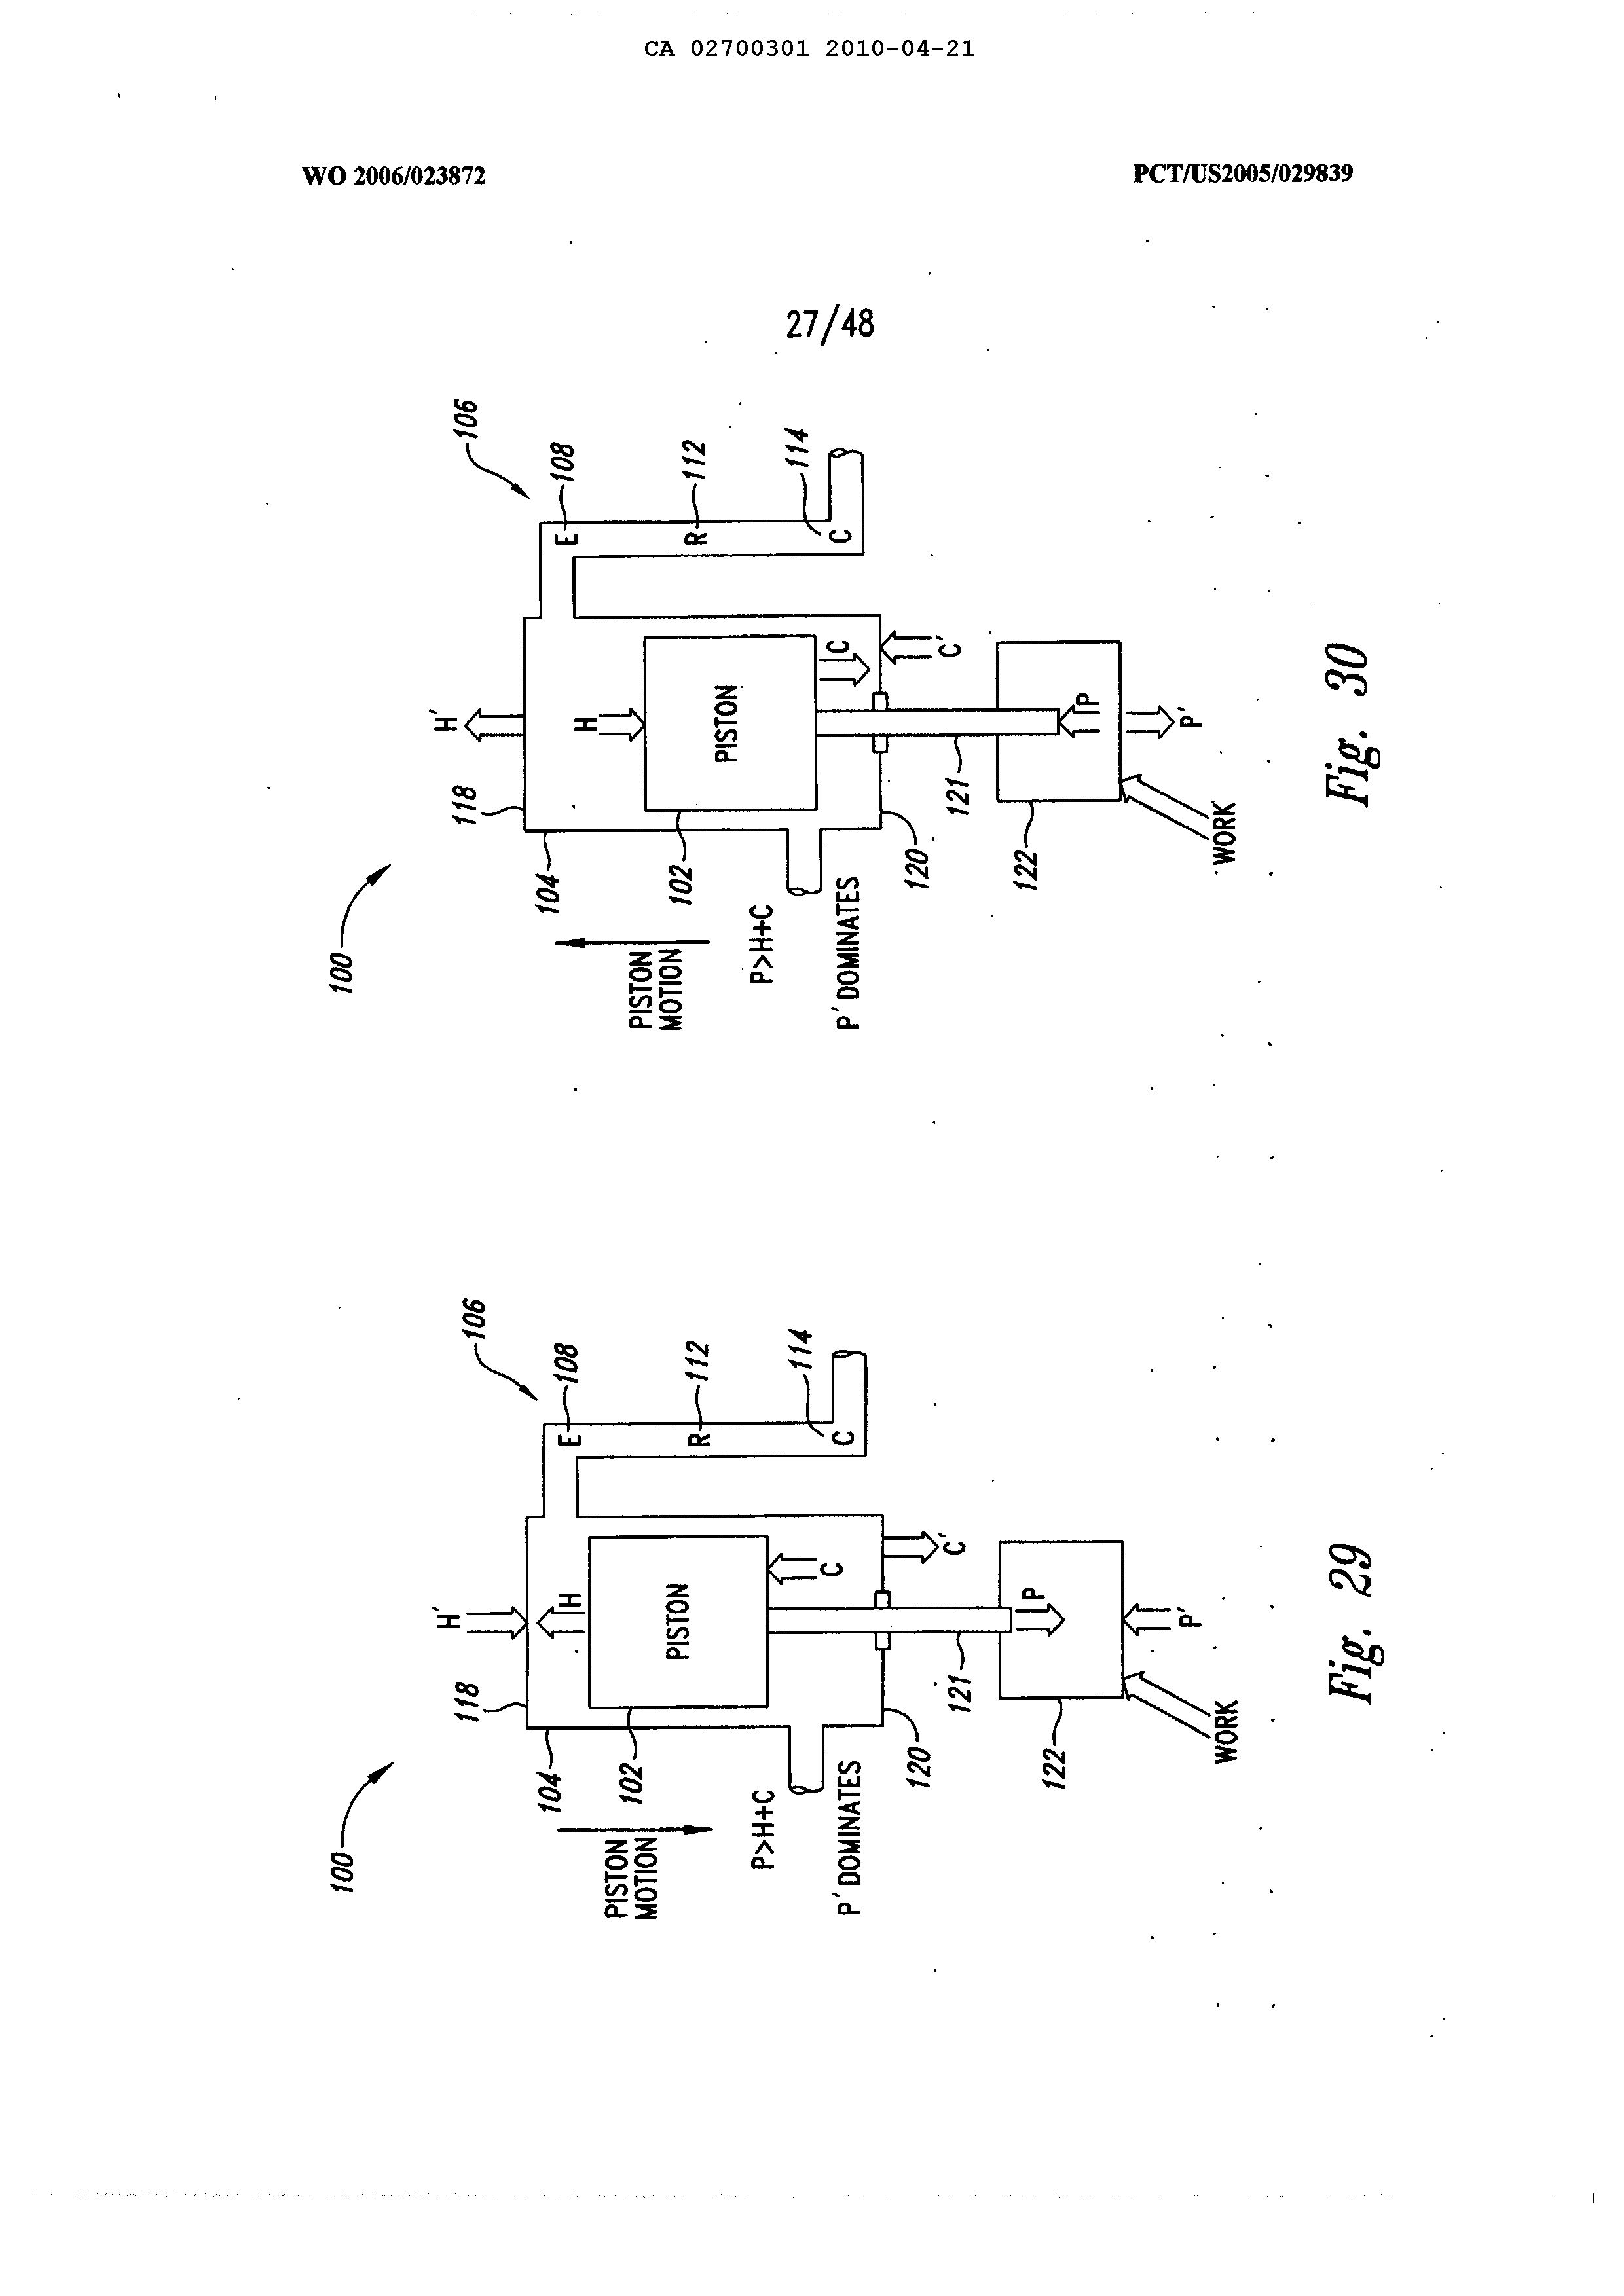 CA 02700301 2010-04-21
WO 2006/023872
PCT/US2005/029839
27/48
100
106
118
H'
H
104
108
E
102
PISTON
112
R
PISTON
MOTION
C
114
C
P>H+C
P' DOMINATES
120
C'
121
122
P
P'
WORK
Fig. 29
100
106
118
H'
H
104
108
E
102
PISTON
112
R
PISTON
MOTION
C
114
C
P>H+C
P' DOMINATES
120
C'
121
122
P
P'
WORK
Fig. 30